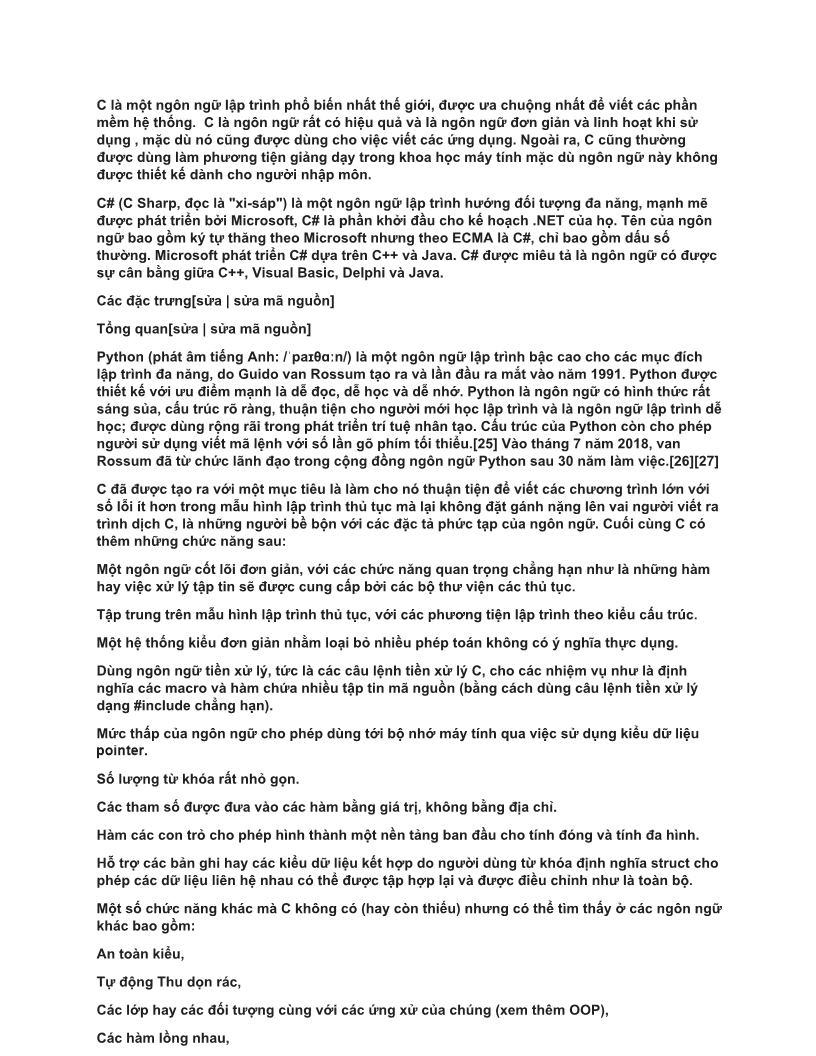 C là một ngôn ngữ lập trình phổ biến nhất thế giới, được ưa chuộng nhất để viết các phần
mềm hệ thống.  C là ngôn ngữ rất có hiệu quả và là ngôn ngữ đơn giản và linh hoạt khi sử
dụng , mặc dù nó cũng được dùng cho việc viết các ứng dụng. Ngoài ra, C cũng thường
được dùng làm phương tiện giảng dạy trong khoa học máy tính mặc dù ngôn ngữ này không
được thiết kế dành cho người nhập môn.
C# (C Sharp, đọc là "xi-sáp") là một ngôn ngữ lập trình hướng đối tượng đa năng, mạnh mẽ
được phát triển bởi Microsoft, C# là phần khởi đầu cho kế hoạch .NET của họ. Tên của ngôn
ngữ bao gồm ký tự thăng theo Microsoft nhưng theo ECMA là C#, chỉ bao gồm dấu số
thường. Microsoft phát triển C# dựa trên C++ và Java. C# được miêu tả là ngôn ngữ có được
sự cân bằng giữa C++, Visual Basic, Delphi và Java.
Các đặc trưng[sửa | sửa mã nguồn]
Tổng quan[sửa | sửa mã nguồn]
Python (phát âm tiếng Anh: /ˈpaɪθɑːn/) là một ngôn ngữ lập trình bậc cao cho các mục đích
lập trình đa năng, do Guido van Rossum tạo ra và lần đầu ra mắt vào năm 1991. Python được
thiết kế với ưu điểm mạnh là dễ đọc, dễ học và dễ nhớ. Python là ngôn ngữ có hình thức rất
sáng sủa, cấu trúc rõ ràng, thuận tiện cho người mới học lập trình và là ngôn ngữ lập trình dễ
học; được dùng rộng rãi trong phát triển trí tuệ nhân tạo. Cấu trúc của Python còn cho phép
người sử dụng viết mã lệnh với số lần gõ phím tối thiểu.[25] Vào tháng 7 năm 2018, van
Rossum đã từ chức lãnh đạo trong cộng đồng ngôn ngữ Python sau 30 năm làm việc.[26][27]
C đã được tạo ra với một mục tiêu là làm cho nó thuận tiện để viết các chương trình lớn với
số lỗi ít hơn trong mẫu hình lập trình thủ tục mà lại không đặt gánh nặng lên vai người viết ra
trình dịch C, là những người bề bộn với các đặc tả phức tạp của ngôn ngữ. Cuối cùng C có
thêm những chức năng sau:
Một ngôn ngữ cốt lõi đơn giản, với các chức năng quan trọng chẳng hạn như là những hàm
hay việc xử lý tập tin sẽ được cung cấp bởi các bộ thư viện các thủ tục.
Tập trung trên mẫu hình lập trình thủ tục, với các phương tiện lập trình theo kiểu cấu trúc.
Một hệ thống kiểu đơn giản nhằm loại bỏ nhiều phép toán không có ý nghĩa thực dụng.
Dùng ngôn ngữ tiền xử lý, tức là các câu lệnh tiền xử lý C, cho các nhiệm vụ như là định
nghĩa các macro và hàm chứa nhiều tập tin mã nguồn (bằng cách dùng câu lệnh tiền xử lý
dạng #include chẳng hạn).
Mức thấp của ngôn ngữ cho phép dùng tới bộ nhớ máy tính qua việc sử dụng kiểu dữ liệu
pointer.
Số lượng từ khóa rất nhỏ gọn.
Các tham số được đưa vào các hàm bằng giá trị, không bằng địa chỉ.
Hàm các con trỏ cho phép hình thành một nền tảng ban đầu cho tính đóng và tính đa hình.
Hỗ trợ các bản ghi hay các kiểu dữ liệu kết hợp do người dùng từ khóa định nghĩa struct cho
phép các dữ liệu liên hệ nhau có thể được tập hợp lại và được điều chỉnh như là toàn bộ.
Một số chức năng khác mà C không có (hay còn thiếu) nhưng có thể tìm thấy ở các ngôn ngữ
khác bao gồm:
An toàn kiểu,
Tự động Thu dọn rác,
Các lớp hay các đối tượng cùng với các ứng xử của chúng (xem thêm OOP),
Các hàm lồng nhau,